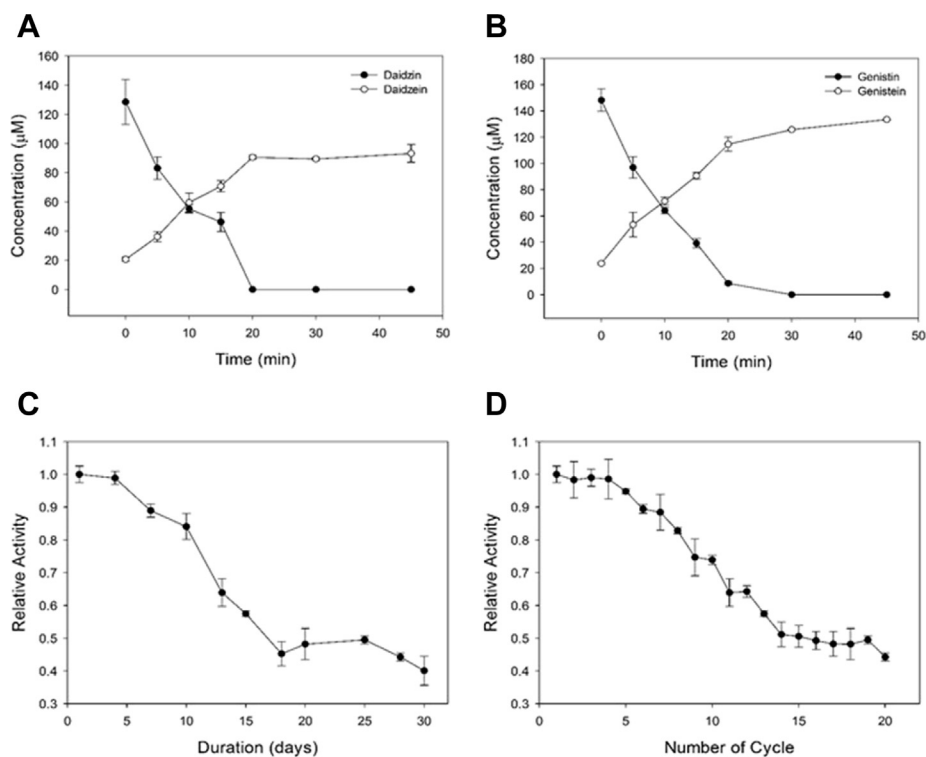 A
160
140
120
100
80
60
40
20
0
Concentration (μM)
Daidzin
Daidzein
0 10 20 30 40 50
Time (min)
B
180
160
140
120
100
80
60
40
20
0
Concentration (μM)
Genistin
Genistein
0 10 20 30 40 50
Time (min)
C
1.1
1.0
0.9
0.8
0.7
0.6
0.5
0.4
0.3
Relative Activity
0 5 10 15 20 25 30
Duration (days)
D
1.1
1.0
0.9
0.8
0.7
0.6
0.5
0.4
0.3
Relative Activity
0 5 10 15 20
Number of Cycle